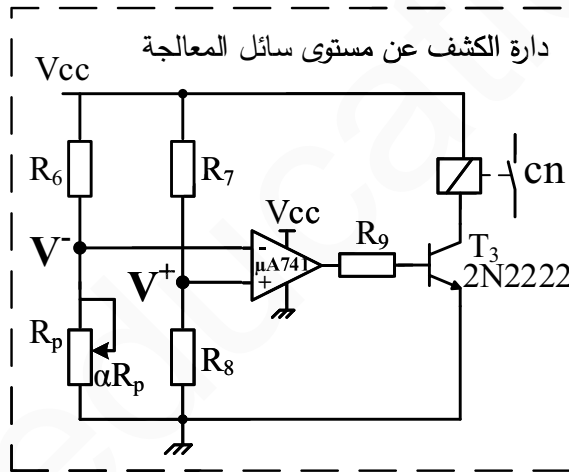 دارة الكشف عن مستوى سائل المعالجة
Vcc
R₆
R₇
cn
Vcc
R₉
V⁻
-
μA741
T₃
V⁺
+
2N2222
Rₚ
αRₚ
R₈